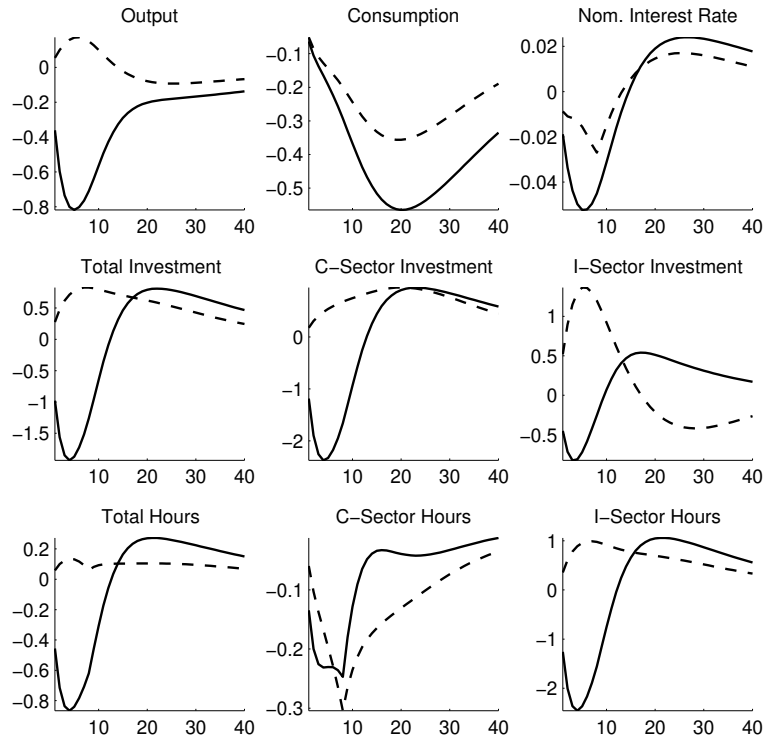 Output
0
−0.2
−0.4
−0.6
−0.8
10 20 30 40
Consumption
−0.1
−0.2
−0.3
−0.4
−0.5
10 20 30 40
Nom. Interest Rate
0.02
0
−0.02
−0.04
10 20 30 40
Total Investment
0.5
0
−0.5
−1
−1.5
10 20 30 40
C−Sector Investment
0
−1
−2
10 20 30 40
I−Sector Investment
1
0.5
0
−0.5
10 20 30 40
Total Hours
0.2
0
−0.2
−0.4
−0.6
−0.8
10 20 30 40
C−Sector Hours
−0.1
−0.2
−0.3
10 20 30 40
I−Sector Hours
1
0
−1
−2
10 20 30 40